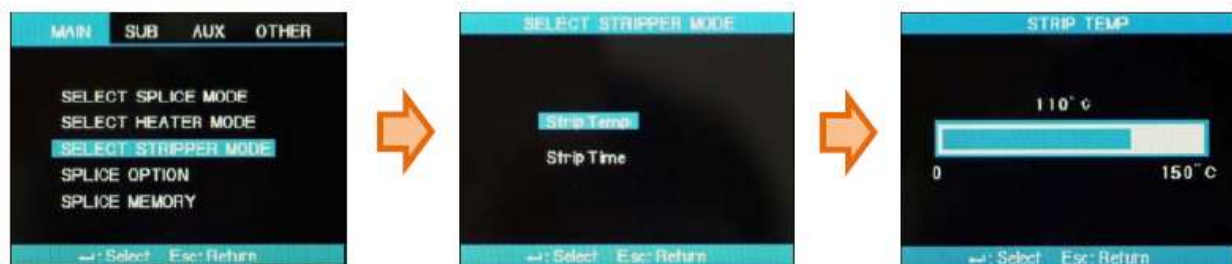 MAIN SUB AUX OTHER
SELECT SPLICE MODE
SELECT HEATER MODE
SELECT STRIPPER MODE
SPLICE OPTION
SPLICE MEMORY
↵: Select Esc: Return
SELECT STRIPPER MODE
Strip Temp
Strip Time
↵: Select Esc: Return
STRIP TEMP
110°C
0 150°C
↵: Select Esc: Return